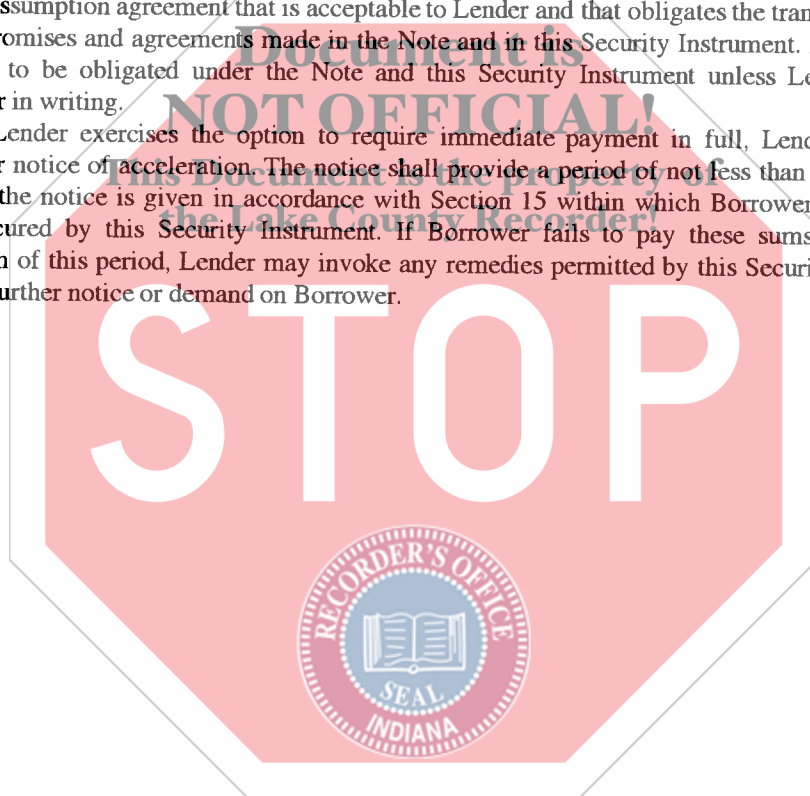 ssumption agreement that is acceptable to Lender and that obligates the tran
omises and agreements made in the Note and in this Security Instrument.
Document is
to be obligated under the Note and this Security Instrument unless Le
r in writing.
NOT OFFICIAL!
Lender exercises the option to require immediate payment in full, Lend
r notice of acceleration. The notice shall provide a period of not less than
This Document is the property of
the notice is given in accordance with Section 15 within which Borrower
the Lake County Recorder!
cured by this Security Instrument. If Borrower fails to pay these sums
n of this period, Lender may invoke any remedies permitted by this Securi
urther notice or demand on Borrower.
STOP
RECORDER'S OFFICE
SEAL
INDIANA